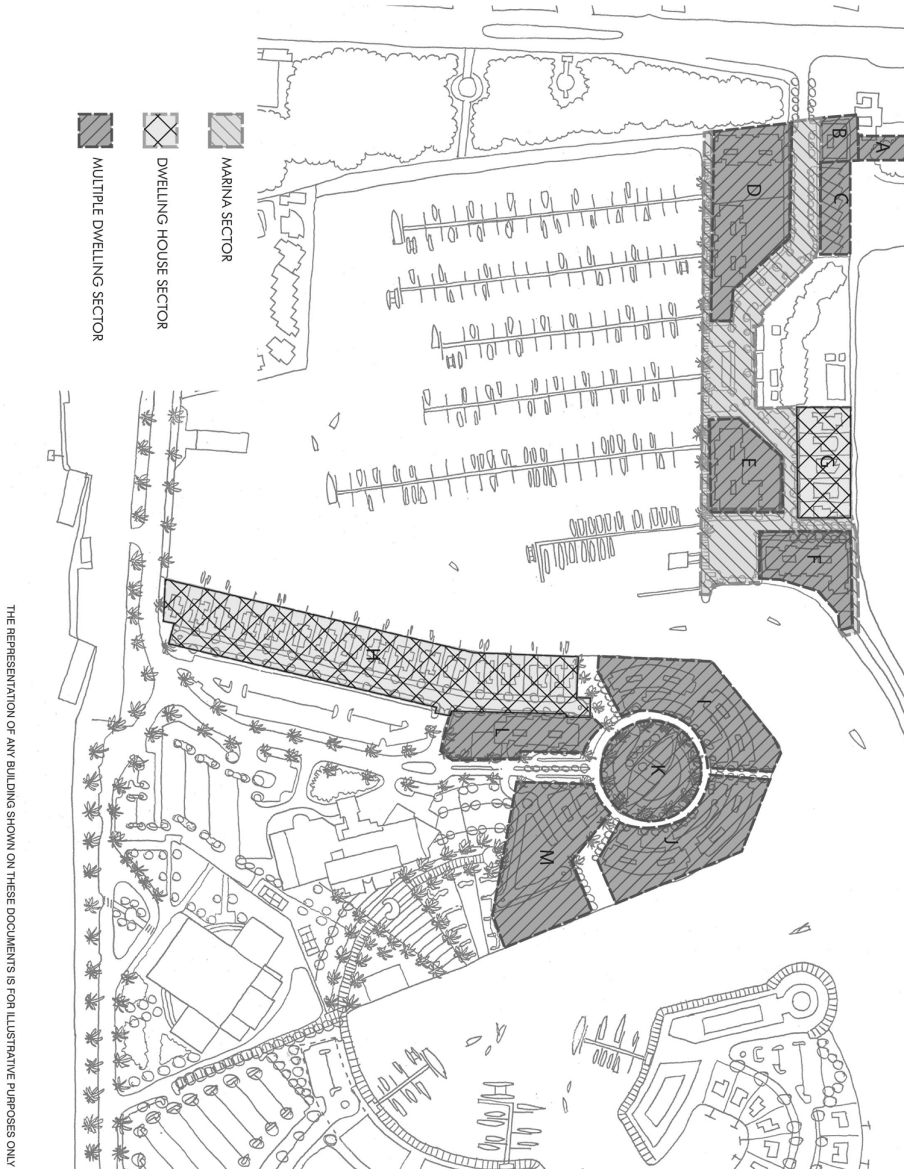 A
B
C
D
E
F
G
H
I
J
K
L
M
MARINA SECTOR
DWELLING HOUSE SECTOR
MULTIPLE DWELLING SECTOR
THE REPRESENTATION OF ANY BUILDING SHOWN ON THESE DOCUMENTS IS FOR ILLUSTRATIVE PURPOSES ONLY